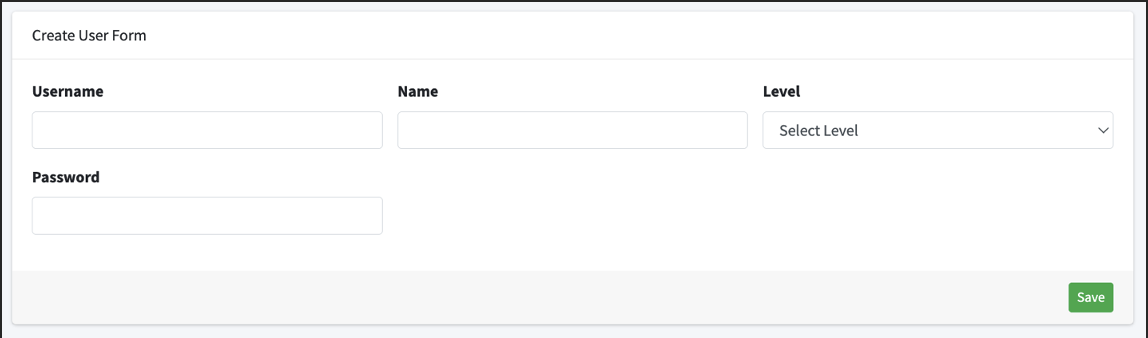 Create User Form
Username Name Level
Select Level
Password
Save